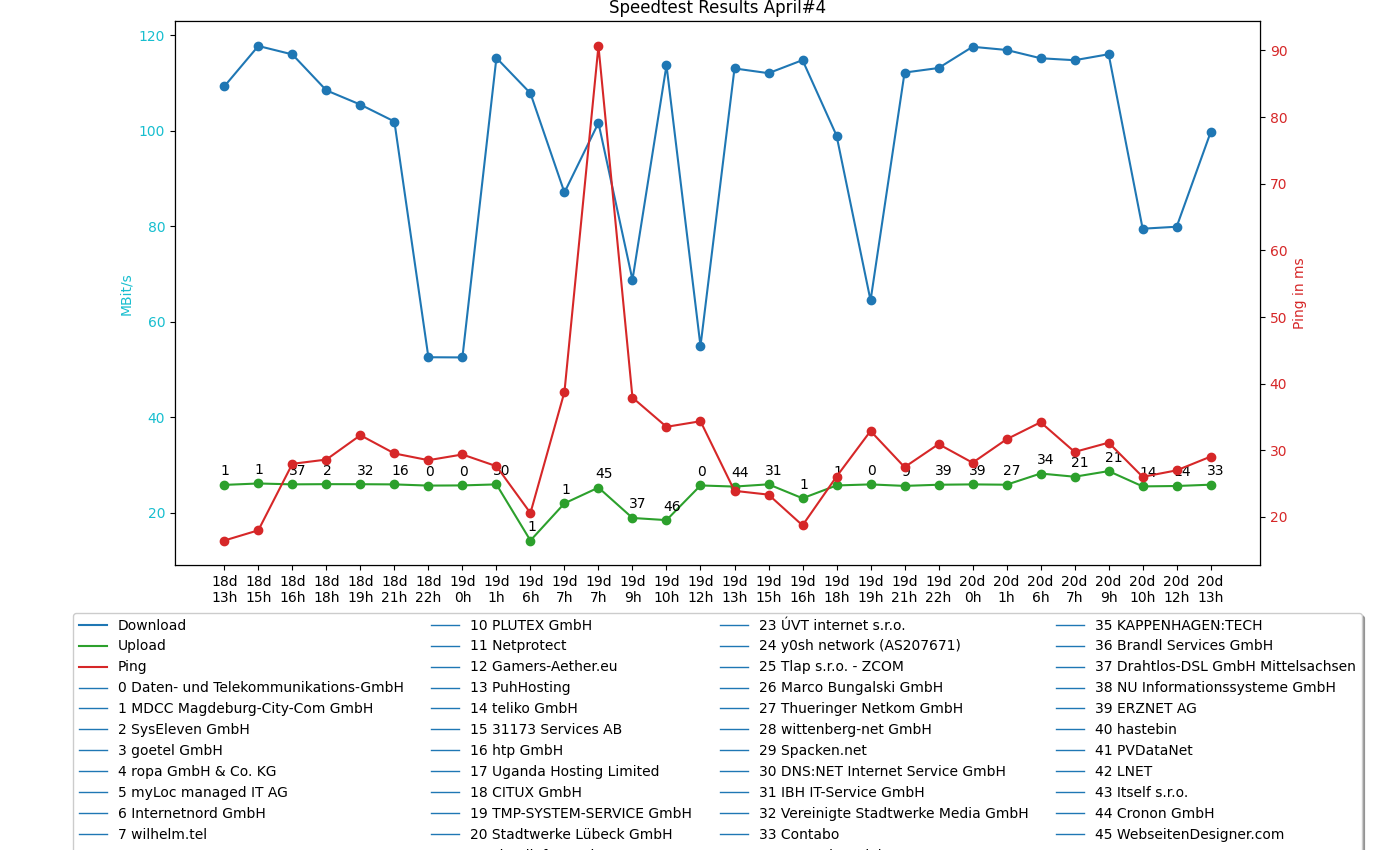 Speedtest Results April#4
120
100
80
60
40
20
MBit/s
90
80
70
60
50
40
30
20
Ping in ms
1 1 37 2 32 16 0 0 30 1 1 45 37 46 0 44 31 1 1 0 9 39 39 27 34 21 21 14 14 33
18d 18d 18d 18d 18d 18d 18d 19d 19d 19d 19d 19d 19d 19d 19d 19d 19d 19d 19d 19d 19d 19d 20d 20d 20d 20d 20d 20d 20d 20d
13h 15h 16h 18h 19h 21h 22h 0h 1h 6h 7h 7h 9h 10h 12h 13h 15h 16h 18h 19h 21h 22h 0h 1h 6h 7h 9h 10h 12h 13h
Download
Upload
Ping
0 Daten- und Telekommunikations-GmbH
1 MDCC Magdeburg-City-Com GmbH
2 SysEleven GmbH
3 goetel GmbH
4 ropa GmbH & Co. KG
5 myLoc managed IT AG
6 Internetnord GmbH
7 wilhelm.tel
10 PLUTEX GmbH
11 Netprotect
12 Gamers-Aether.eu
13 PuhHosting
14 teliko GmbH
15 31173 Services AB
16 htp GmbH
17 Uganda Hosting Limited
18 CITUX GmbH
19 TMP-SYSTEM-SERVICE GmbH
20 Stadtwerke Lübeck GmbH
23 ÚVT internet s.r.o.
24 y0sh network (AS207671)
25 Tlap s.r.o. - ZCOM
26 Marco Bungalski GmbH
27 Thueringer Netkom GmbH
28 wittenberg-net GmbH
29 Spacken.net
30 DNS:NET Internet Service GmbH
31 IBH IT-Service GmbH
32 Vereinigte Stadtwerke Media GmbH
33 Contabo
35 KAPPENHAGEN:TECH
36 Brandl Services GmbH
37 Drahtlos-DSL GmbH Mittelsachsen
38 NU Informationssysteme GmbH
39 ERZNET AG
40 hastebin
41 PVDataNet
42 LNET
43 Itself s.r.o.
44 Cronon GmbH
45 WebseitenDesigner.com